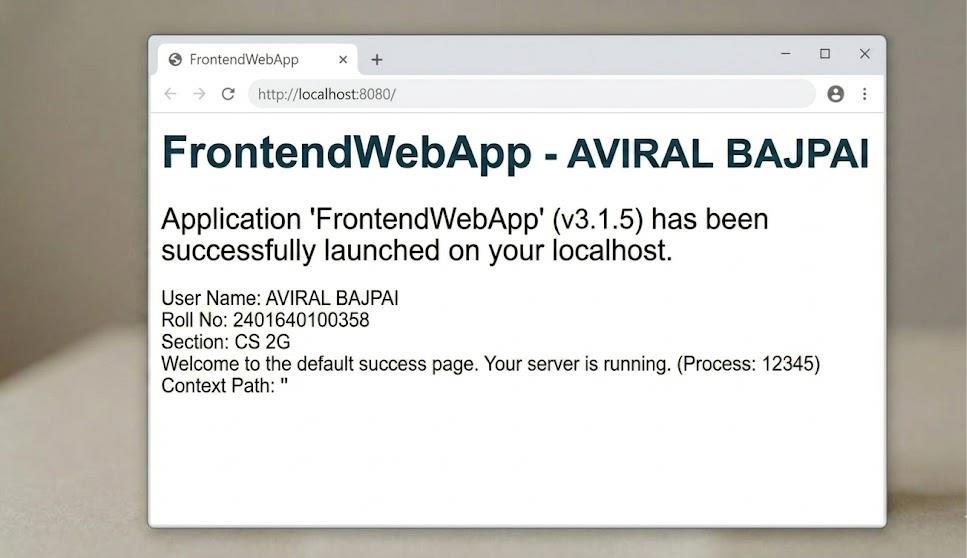 FrontendWebApp
http://localhost:8080/
FrontendWebApp - AVIRAL BAJPAI
Application 'FrontendWebApp' (v3.1.5) has been
successfully launched on your localhost.
User Name: AVIRAL BAJPAI
Roll No: 2401640100358
Section: CS 2G
Welcome to the default success page. Your server is running. (Process: 12345)
Context Path: ''